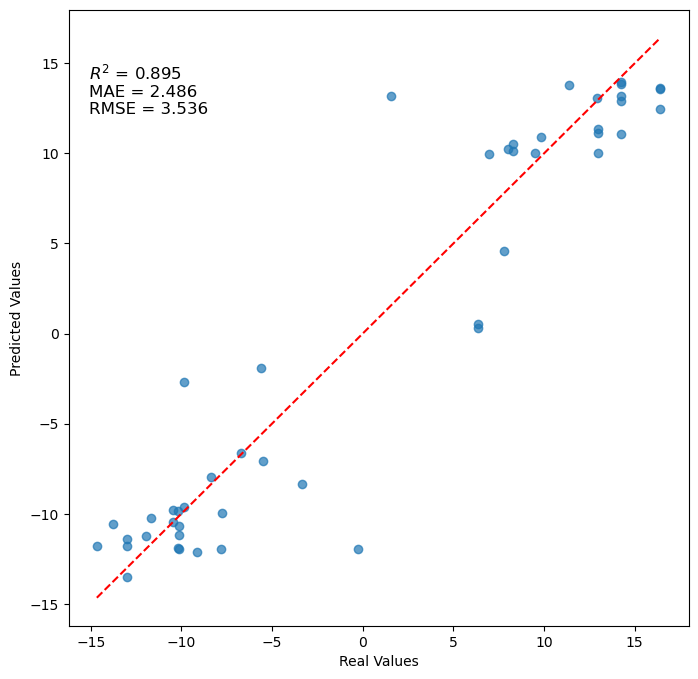 R² = 0.895
MAE = 2.486
RMSE = 3.536
Predicted Values
15
10
5
0
−5
−10
−15
−15 −10 −5 0 5 10 15
Real Values